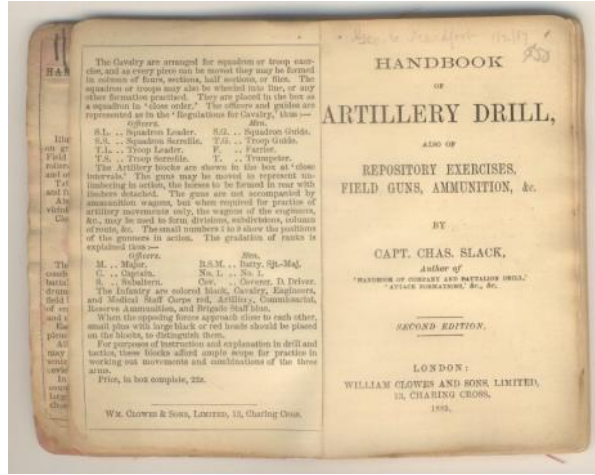 The Cavalry are arranged for squadron or troop exer-
cise, and as every piece can be moved they may be formed
in column of fours, sections, half sections, or files. The
squadron or troops may also be wheeled into line, or any
other formation practised. They are placed in the box as
a squadron in 'close order.' The officers and guides are
represented as in the 'Regulations for Cavalry,' thus :—
Officers. Men.
S.L. .. Squadron Leader. S.G. .. Squadron Guide.
S.S. .. Squadron Serrefile. T.G. .. Troop Guide.
T.L. .. Troop Leader. F. .. Farrier.
T.S. .. Troop Serrefile. T. .. Trumpeter.
The Artillery blocks are shown in the box at 'close
intervals.' The guns may be moved to represent un-
limbering in action, the horses to be formed in rear with
limbers detached. The guns are not accompanied by
ammunition wagons, but when required for practice of
artillery movements only, the wagons of the engineers,
&c., may be used to form divisions, subdivisions, column
of route, &c. The small numbers 1 to 9 show the positions
of the gunners in action. The gradation of ranks is
explained thus :—
Officers. Men.
M. .. Major. B.S.M. .. Batty. Sjt.-Maj.
C. .. Captain. No. 1. .. No. 1.
S. .. Subaltern. Cov. .. Coverer. D. Driver.
The Infantry are colored black, Cavalry, Engineers,
and Medical Staff Corps red, Artillery, Commissariat,
Reserve Ammunition, and Brigade Staff blue.
When the opposing forces approach close to each other,
small pins with large black or red heads should be placed
on the blocks, to distinguish them.
For purposes of instruction and explanation in drill and
tactics, these blocks afford ample scope for practice in
working out movements and combinations of the three
arms.
Price, in box complete, 22s.
WM. CLOWES & SONS, LIMITED, 13, Charing Cross.
HANDBOOK
OF
ARTILLERY DRILL,
ALSO OF
REPOSITORY EXERCISES,
FIELD GUNS, AMMUNITION, &c.
BY
CAPT. CHAS. SLACK,
Author of
'HANDBOOK OF COMPANY AND BATTALION DRILL,'
'ATTACK FORMATIONS,' &c., &c.
SECOND EDITION.
LONDON:
WILLIAM CLOWES AND SONS, LIMITED,
13, CHARING CROSS.